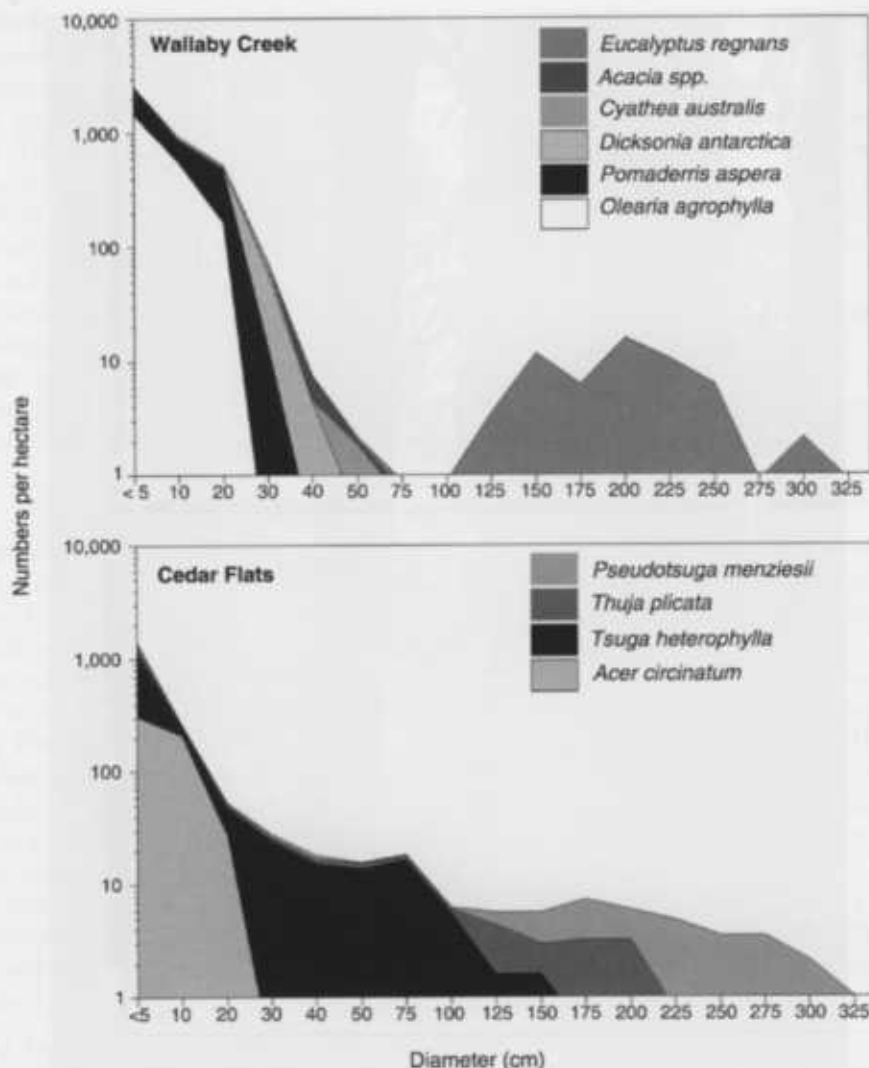 10,000
Wallaby Creek
Eucalyptus regnans
Acacia spp.
1,000
Cyathea australis
Dicksonia antarctica
Pomaderris aspera
Olearia agrophylla
100
10
1
< 5 10 20 30 40 50 75 100 125 150 175 200 225 250 275 300 325
Numbers per hectare
10,000
Cedar Flats
Pseudotsuga menziesii
Thuja plicata
1,000
Tsuga heterophylla
Acer circinatum
100
10
1
<5 10 20 30 40 50 75 100 125 150 175 200 225 250 275 300 325
Diameter (cm)